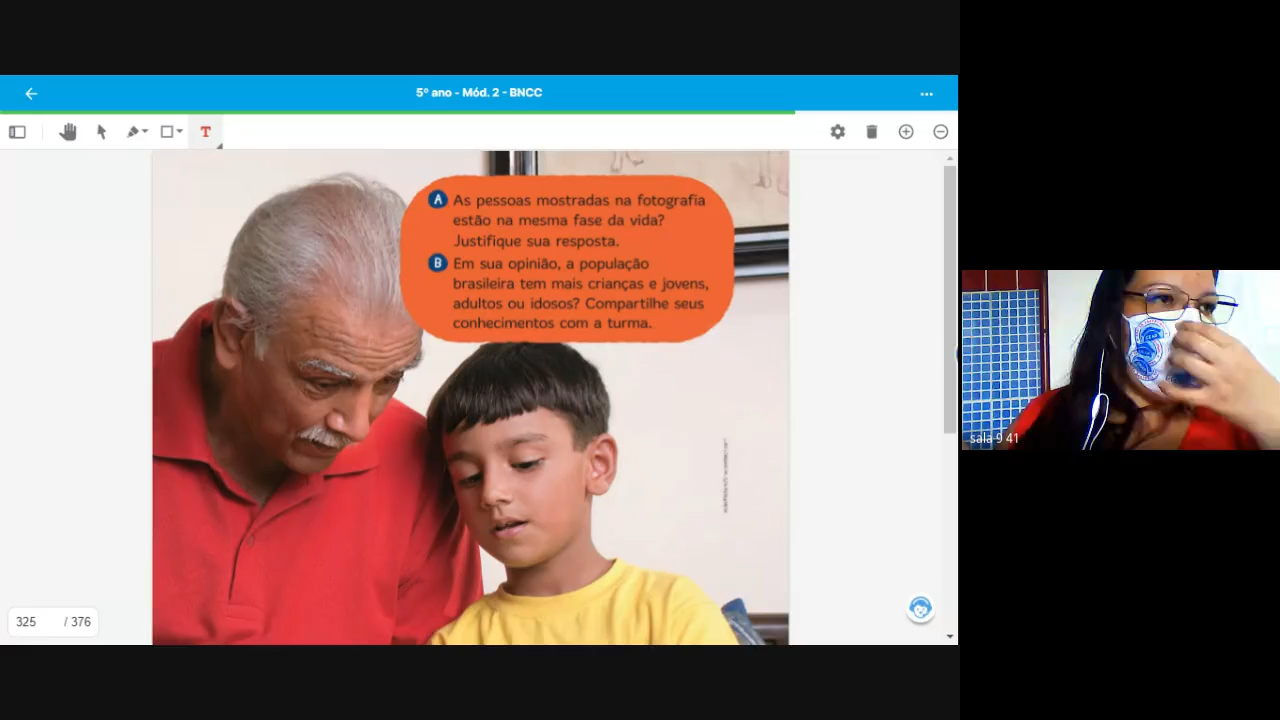 5º ano - Mód. 2 - BNCC
T
A As pessoas mostradas na fotografia
estão na mesma fase da vida?
Justifique sua resposta.
B Em sua opinião, a população
brasileira tem mais crianças e jovens,
adultos ou idosos? Compartilhe seus
conhecimentos com a turma.
325 / 376
sala 9 41